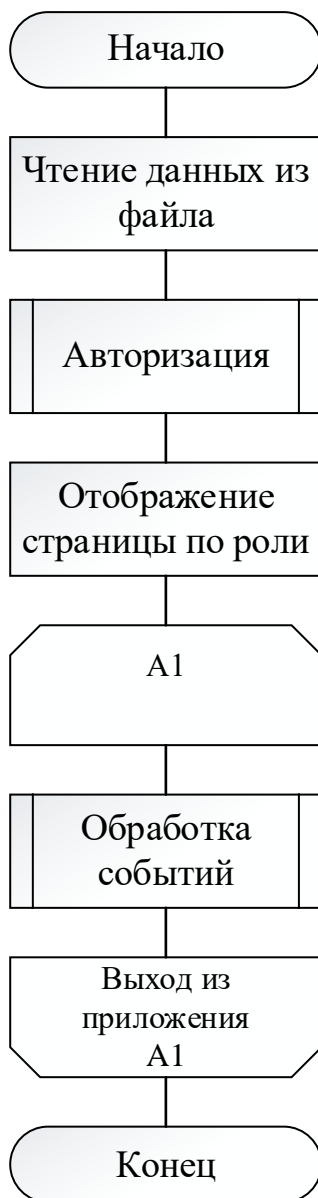 Начало
Чтение данных из
файла
Авторизация
Отображение
страницы по роли
А1
Обработка
событий
Выход из
приложения
А1
Конец